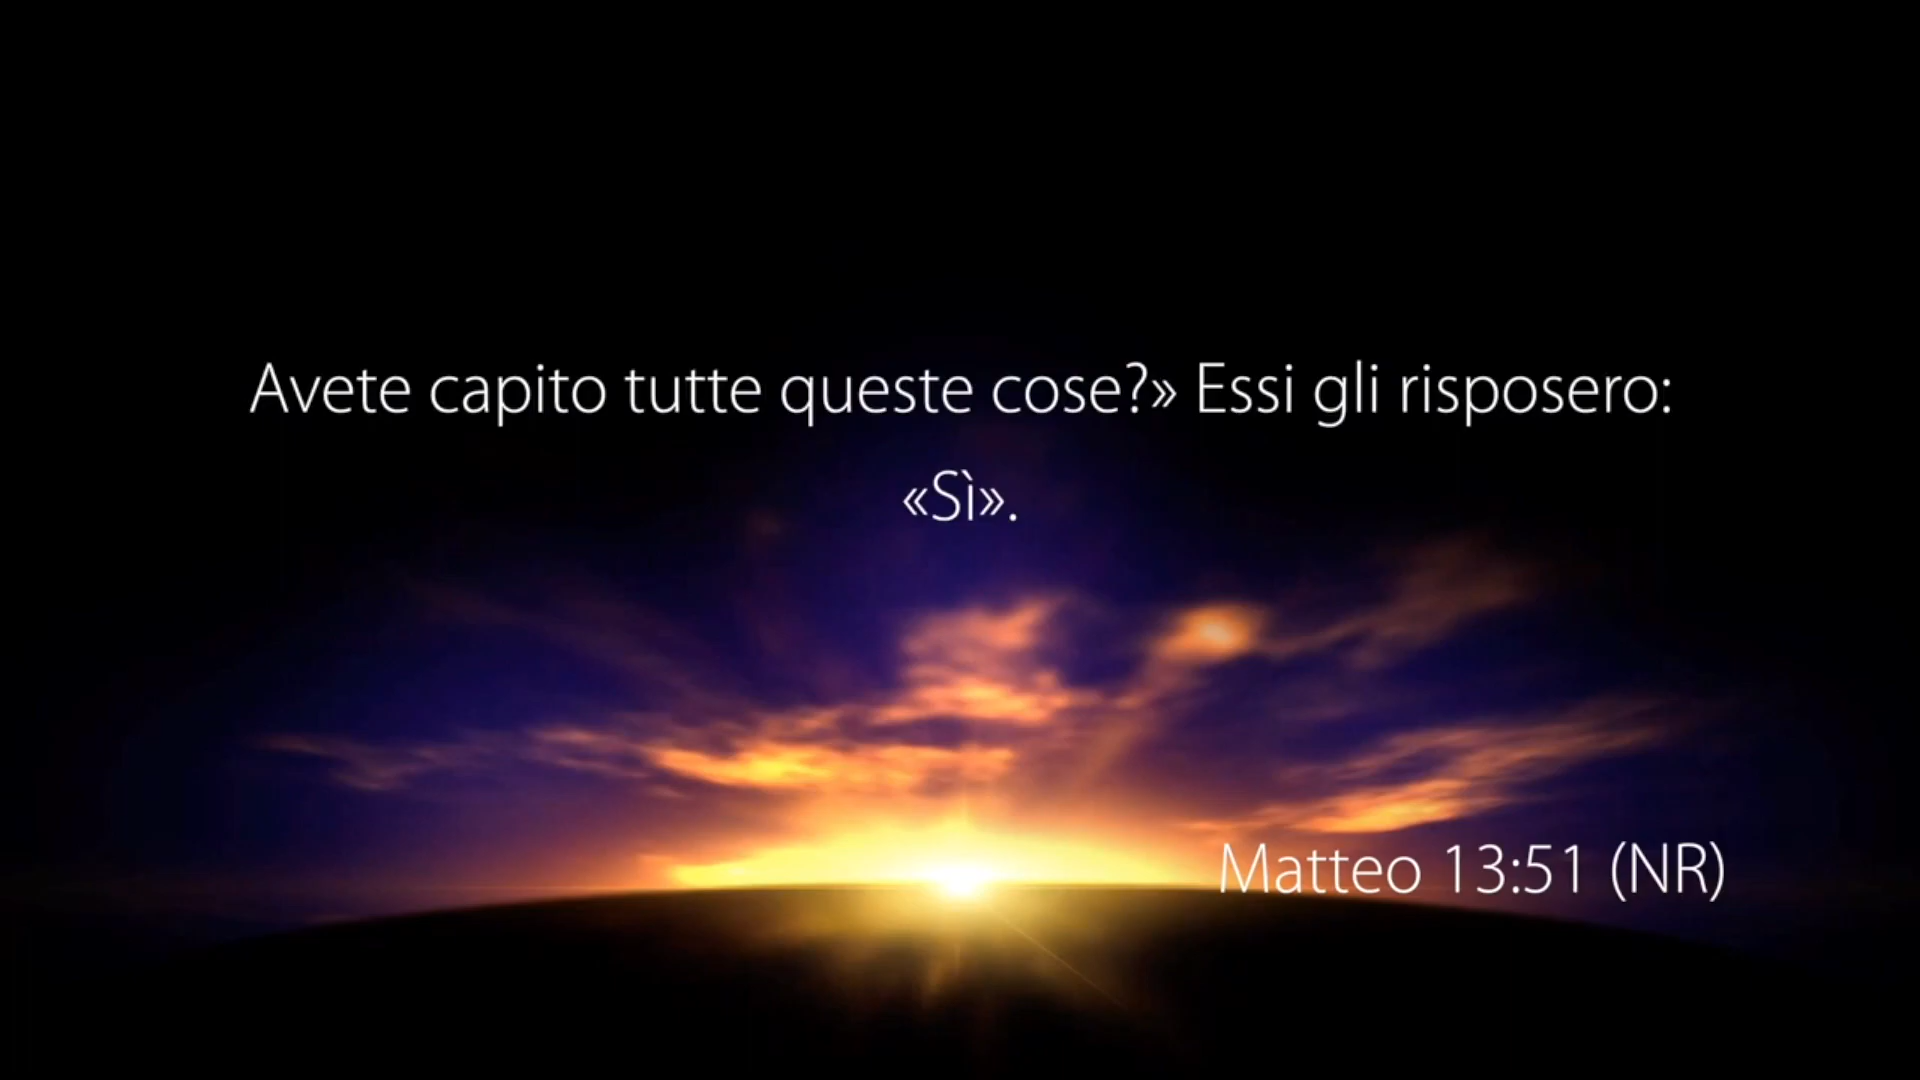 Avete capito tutte queste cose?» Essi gli risposero:
«Sì».
Matteo 13:51 (NR)